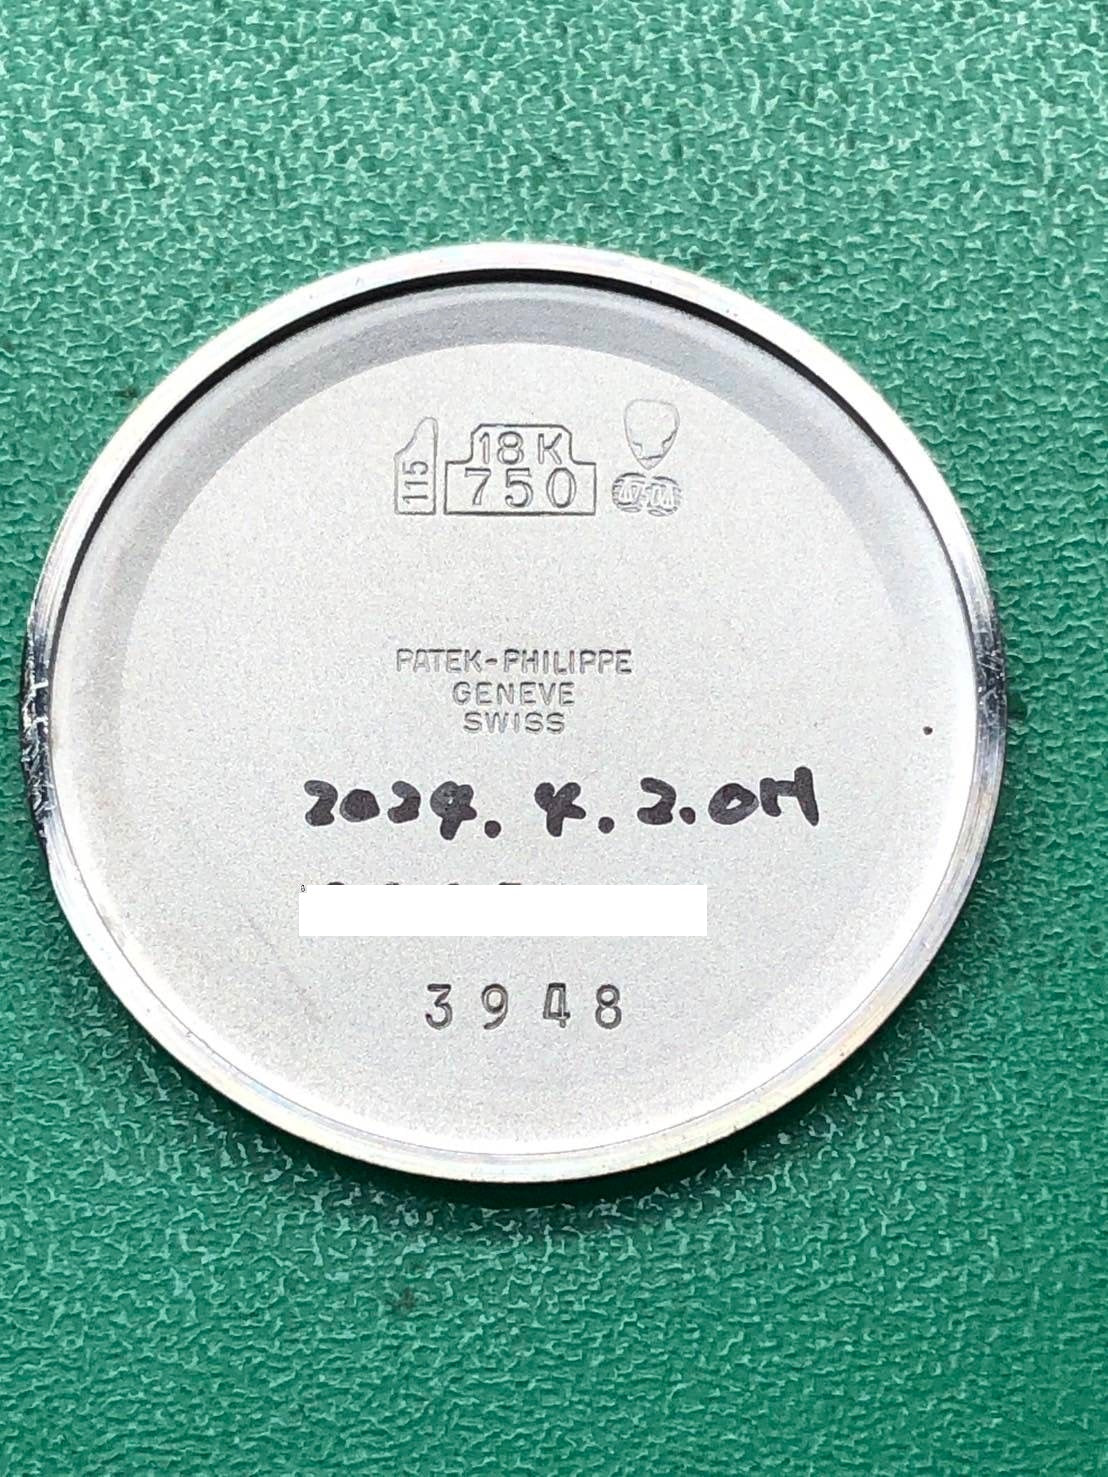 115
18K
750
PATEK-PHILIPPE
GENEVE
SWISS
2024.4.2.OH
3948